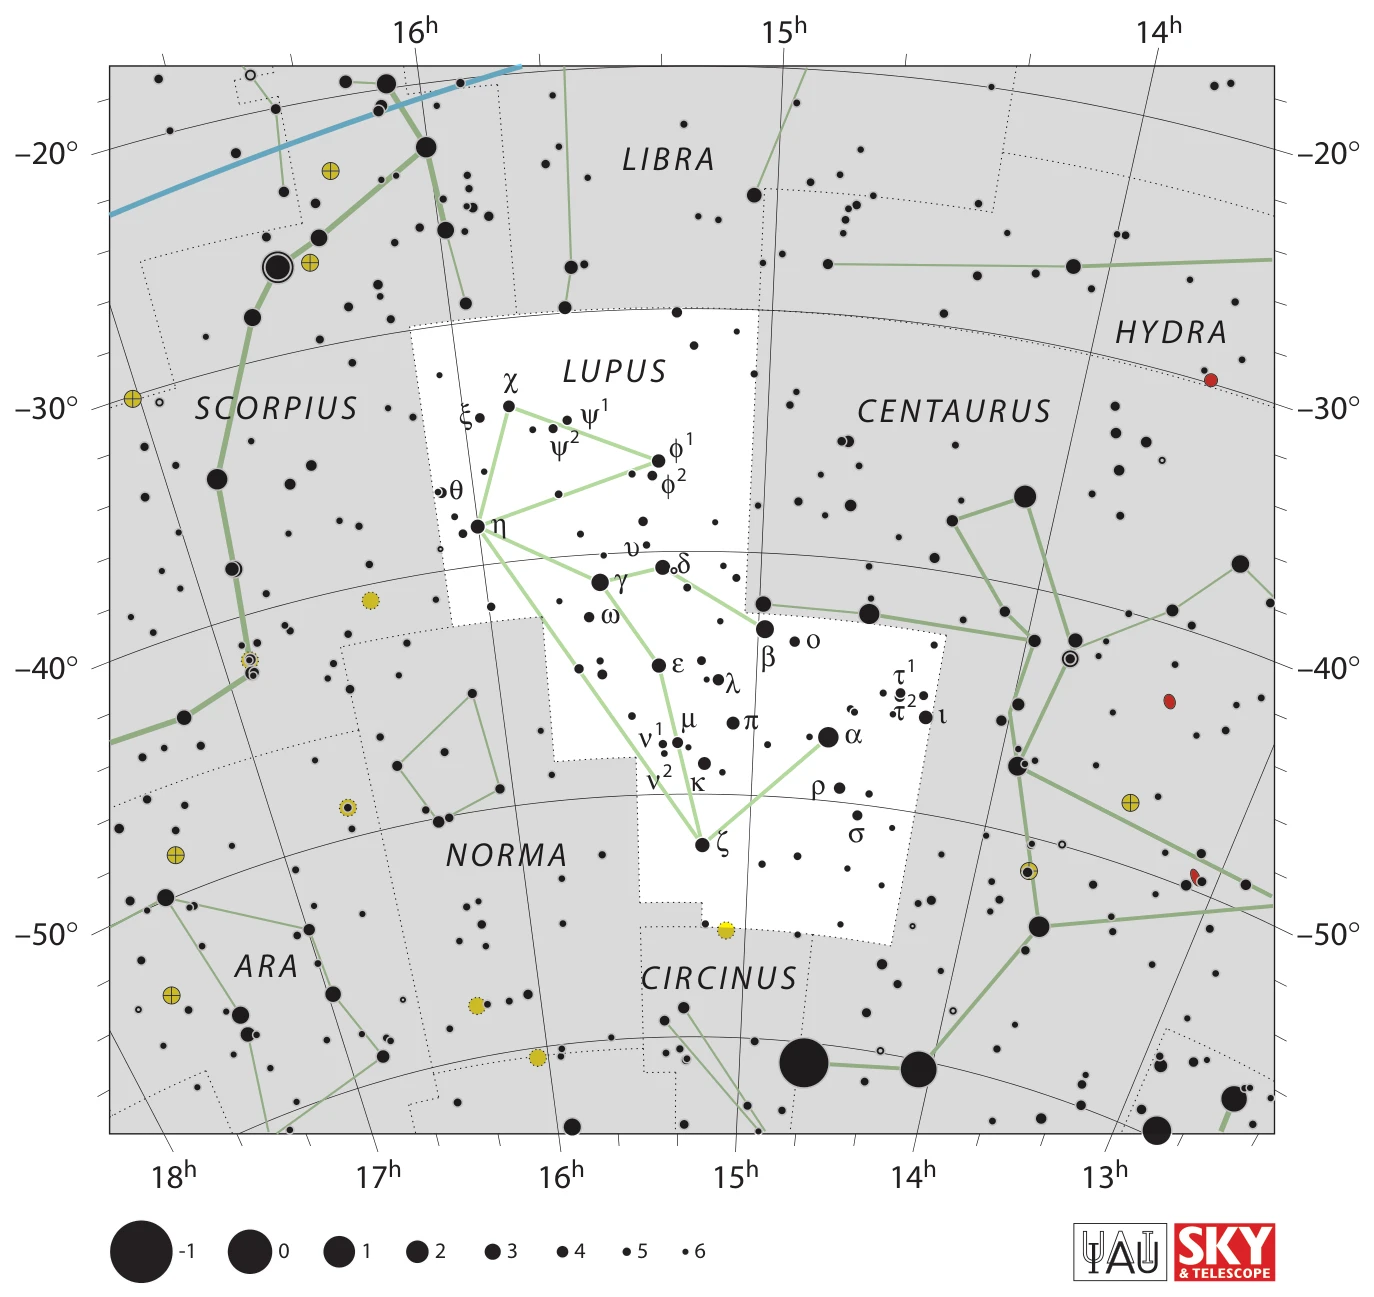 16h 15h 14h
−20° −20°
LIBRA
HYDRA
LUPUS
χ
SCORPIUS CENTAURUS
−30° −30°
ξ ψ1
ψ2
ϕ1
ϕ2
θ
η
υ δ
γ
ω
ο
β
−40° −40°
ε τ1
λ
τ2
ι
μ π
ν1 α
ν2 κ ρ
σ
ζ
NORMA
−50° −50°
ARA CIRCINUS
18h 17h 16h 15h 14h 13h
-1 0 1 2 3 4 5 6
IAU
SKY
& TELESCOPE